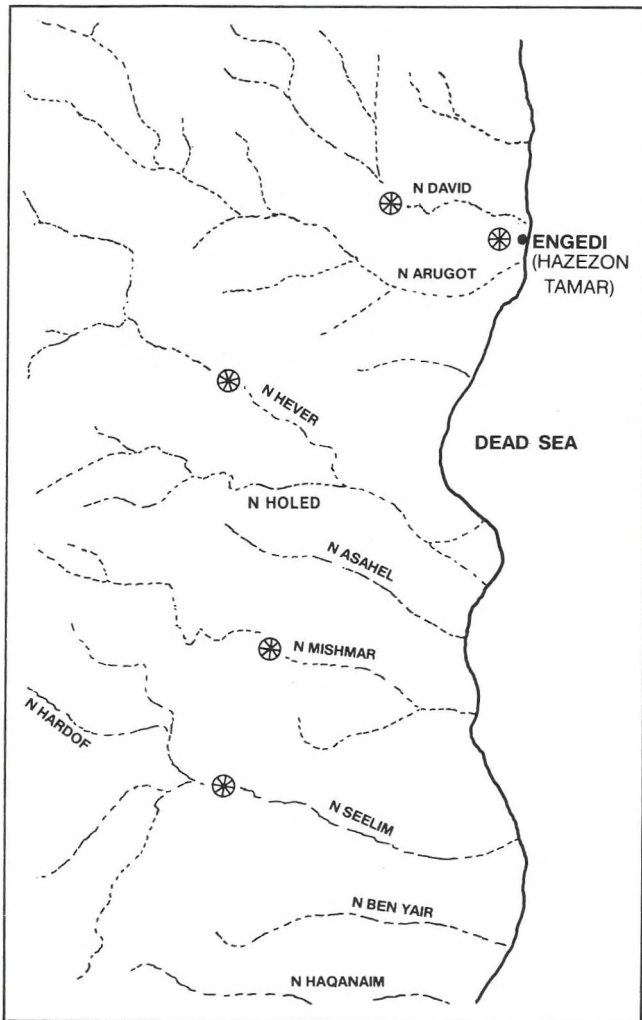 N DAVID
ENGEDI
(HAZEZON
TAMAR)
N ARUGOT
N HEVER
DEAD SEA
N HOLED
N ASAHEL
N MISHMAR
N HARDOF
N SEELIM
N BEN YAIR
N HAQANAIM